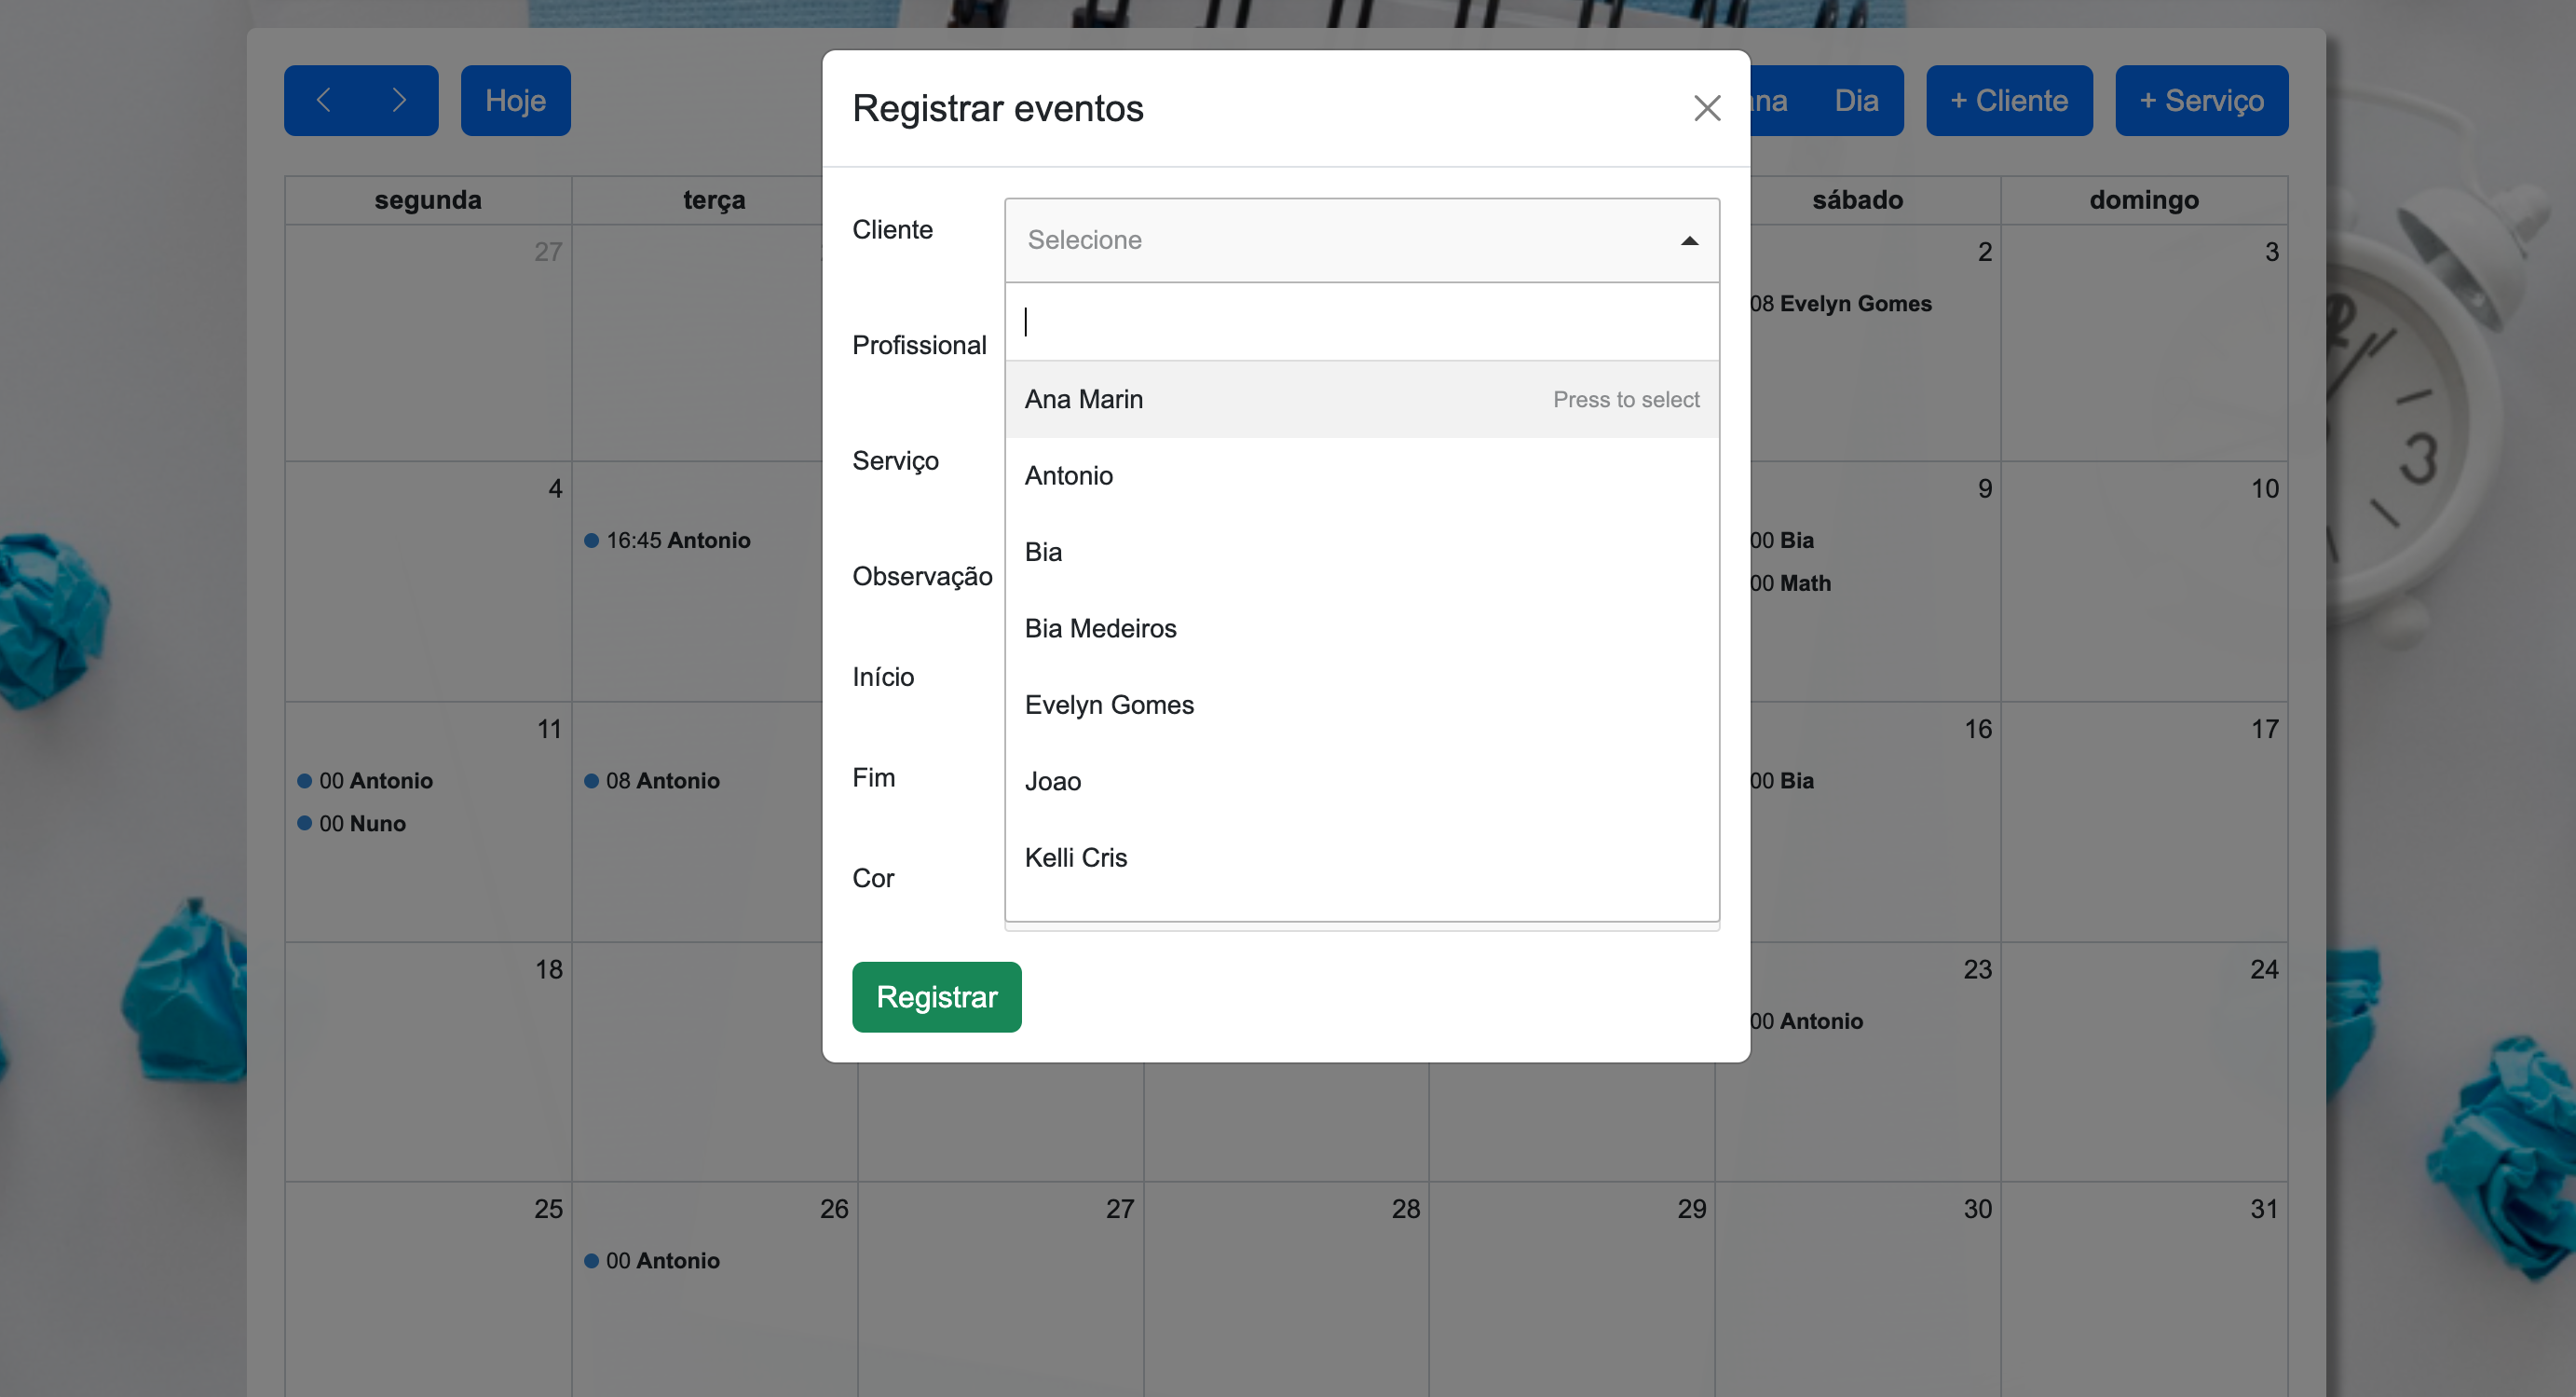 Hoje
Registrar eventos
Dia
+ Cliente
+ Serviço
segunda
terça
sábado
domingo
Cliente
Selecione
Profissional
Ana Marin
Press to select
Serviço
Antonio
Bia
Observação
Bia Medeiros
Início
Evelyn Gomes
Fim
Joao
Cor
Kelli Cris
Registrar
27
2
08 Evelyn Gomes
3
4
16:45 Antonio
9
00 Bia
00 Math
10
11
00 Antonio
00 Nuno
08 Antonio
16
00 Bia
17
18
23
00 Antonio
24
25
26
00 Antonio
27
28
29
30
31
3